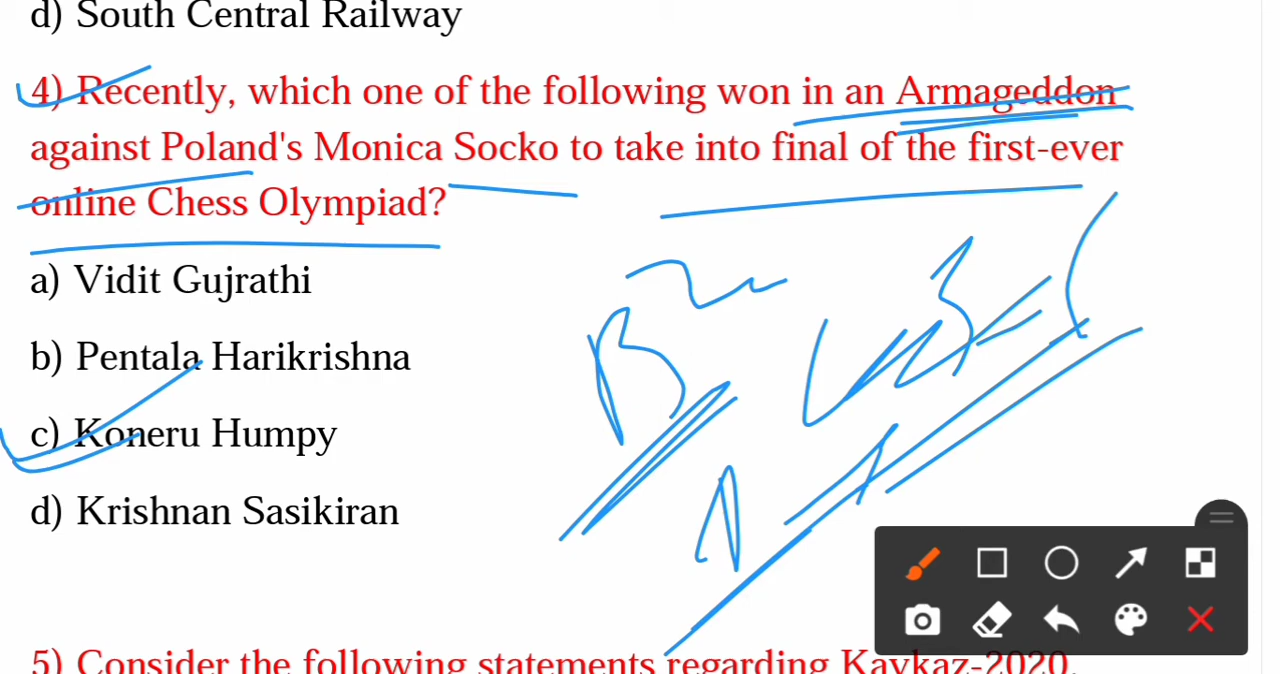 d) South Central Railway
4) Recently, which one of the following won in an Armageddon
against Poland's Monica Socko to take into final of the first-ever
online Chess Olympiad?
a) Vidit Gujrathi
b) Pentala Harikrishna
c) Koneru Humpy
d) Krishnan Sasikiran
5) Consider the following statements regarding Kavkaz-2020.